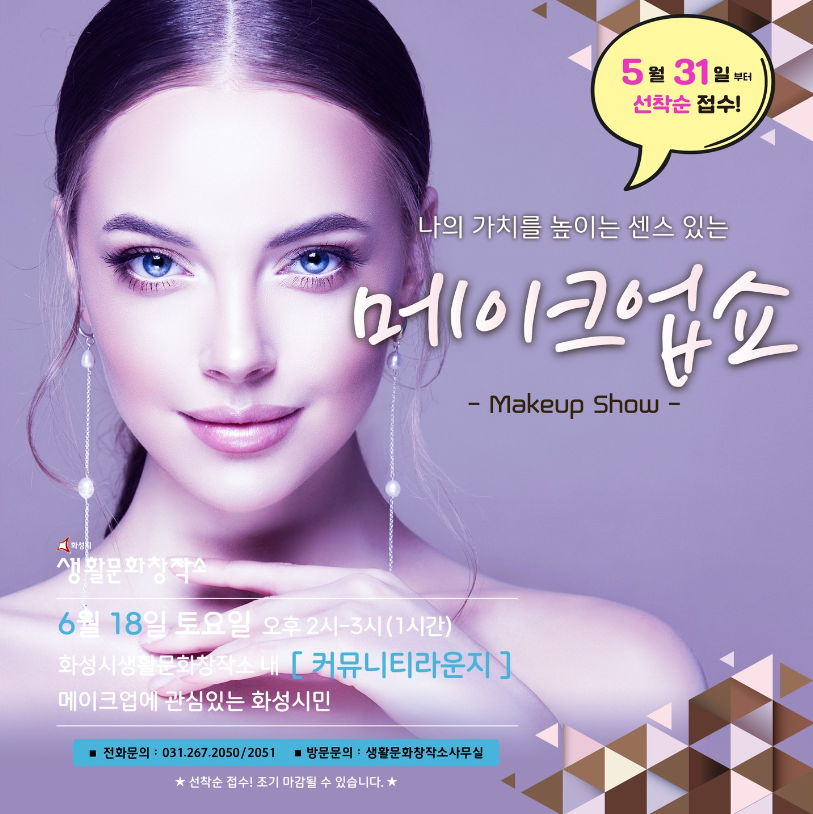 5월 31일 부터
선착순 접수!
나의 가치를 높이는 센스 있는
메이크업쇼
- Makeup Show -
화성시
생활문화창작소
6월 18일 토요일 오후 2시-3시(1시간)
화성시생활문화창작소 내 [ 커뮤니티라운지 ]
메이크업에 관심있는 화성시민
■ 전화문의 : 031.267.2050/2051 ■ 방문문의 : 생활문화창작소사무실
★ 선착순 접수! 조기 마감될 수 있습니다. ★